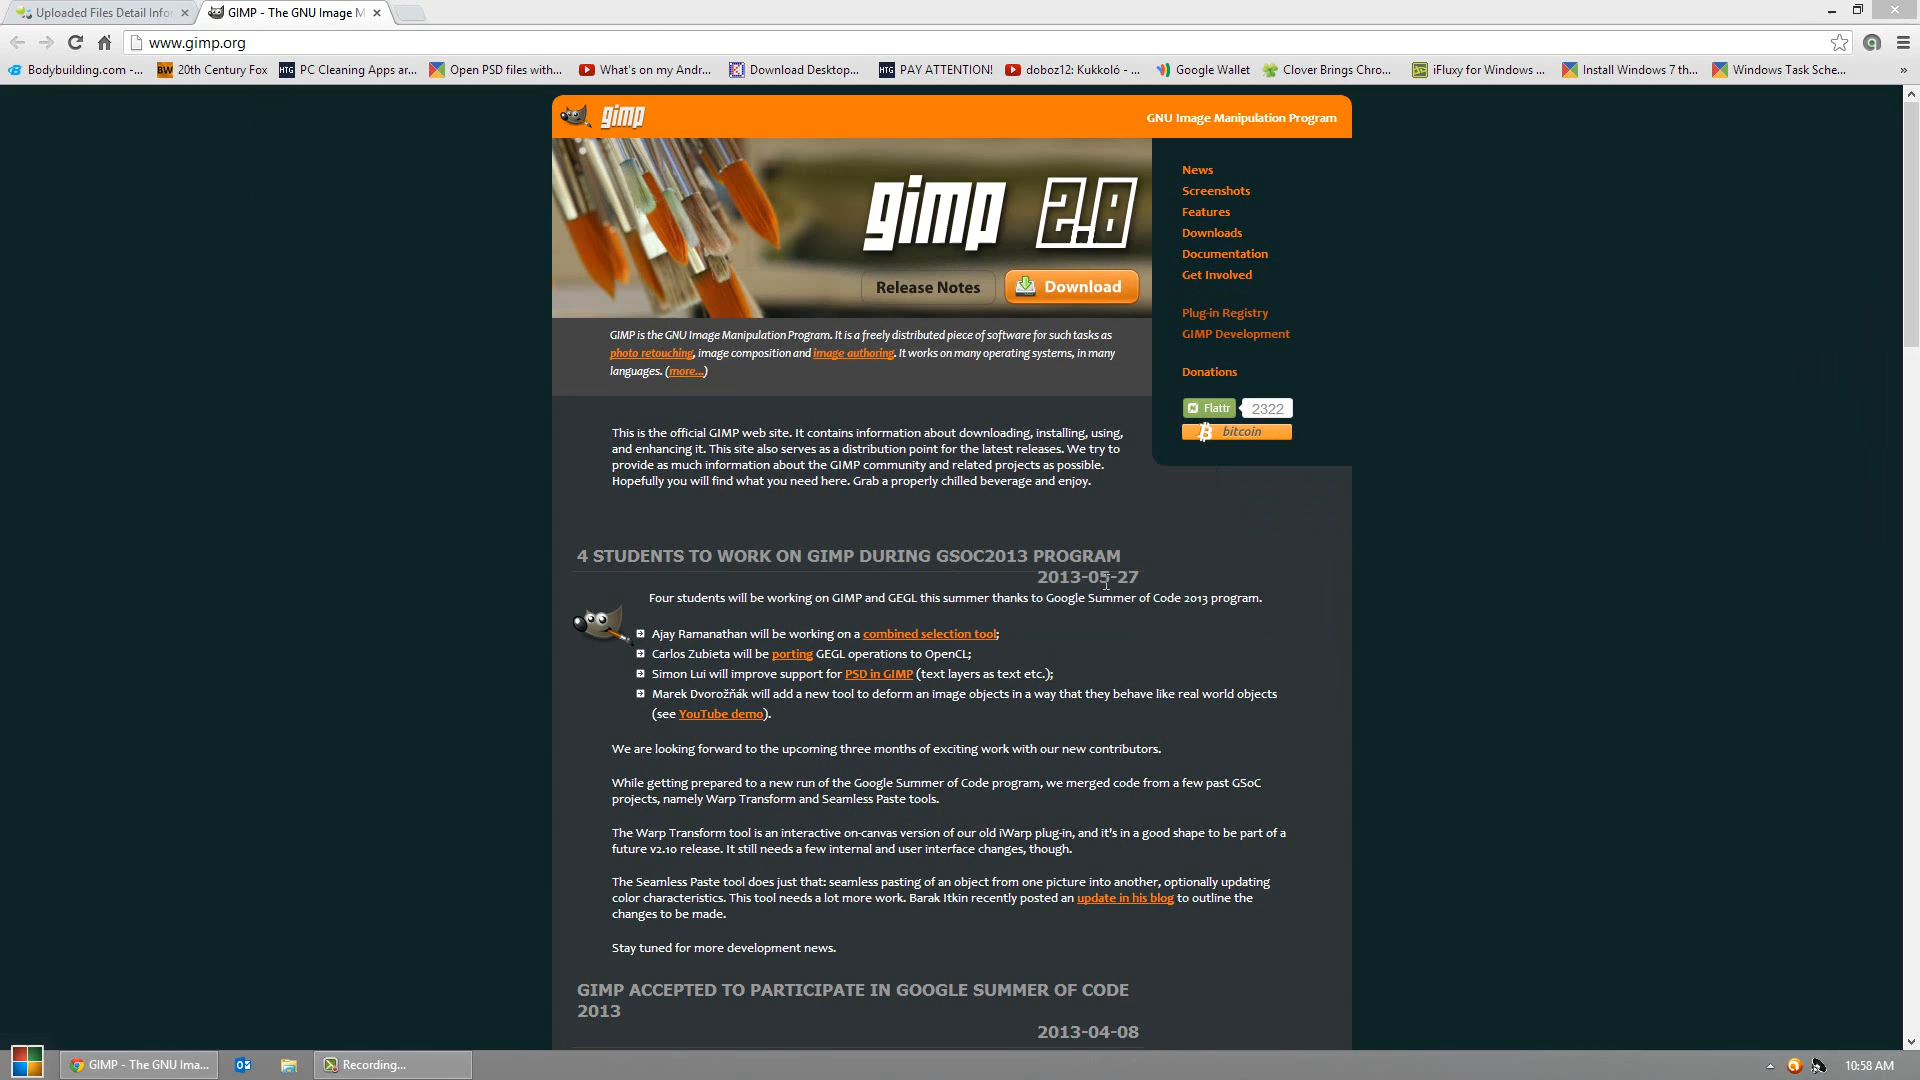 Uploaded Files Detail Info
GIMP - The GNU Image M
www.gimp.org
Bodybuilding.com -...
20th Century Fox
PC Cleaning Apps ar...
Open PSD files with...
What's on my Andr...
Download Desktop...
PAY ATTENTION!
doboz12: Kukkoló - ...
Google Wallet
Clover Brings Chro...
iFluxy for Windows ...
Install Windows 7 th...
Windows Task Sche...
»
gimp
GNU Image Manipulation Program
gimp 2.8
Release Notes
Download
News
Screenshots
Features
Downloads
Documentation
Get Involved
Plug-in Registry
GIMP Development
Donations
Flattr 2322
bitcoin
GIMP is the GNU Image Manipulation Program. It is a freely distributed piece of software for such tasks as
photo retouching, image composition and image authoring. It works on many operating systems, in many
languages. (more...)
This is the official GIMP web site. It contains information about downloading, installing, using,
and enhancing it. This site also serves as a distribution point for the latest releases. We try to
provide as much information about the GIMP community and related projects as possible.
Hopefully you will find what you need here. Grab a properly chilled beverage and enjoy.
4 STUDENTS TO WORK ON GIMP DURING GSOC2013 PROGRAM
2013-05-27
Four students will be working on GIMP and GEGL this summer thanks to Google Summer of Code 2013 program.
Ajay Ramanathan will be working on a combined selection tool;
Carlos Zubieta will be porting GEGL operations to OpenCL;
Simon Lui will improve support for PSD in GIMP (text layers as text etc.);
Marek Dvorožňák will add a new tool to deform an image objects in a way that they behave like real world objects
(see YouTube demo).
We are looking forward to the upcoming three months of exciting work with our new contributors.
While getting prepared to a new run of the Google Summer of Code program, we merged code from a few past GSoC
projects, namely Warp Transform and Seamless Paste tools.
The Warp Transform tool is an interactive on-canvas version of our old iWarp plug-in, and it's in a good shape to be part of a
future v2.10 release. It still needs a few internal and user interface changes, though.
The Seamless Paste tool does just that: seamless pasting of an object from one picture into another, optionally updating
color characteristics. This tool needs a lot more work. Barak Itkin recently posted an update in his blog to outline the
changes to be made.
Stay tuned for more development news.
GIMP ACCEPTED TO PARTICIPATE IN GOOGLE SUMMER OF CODE
2013
2013-04-08
GIMP - The GNU Ima...
Recording...
10:58 AM